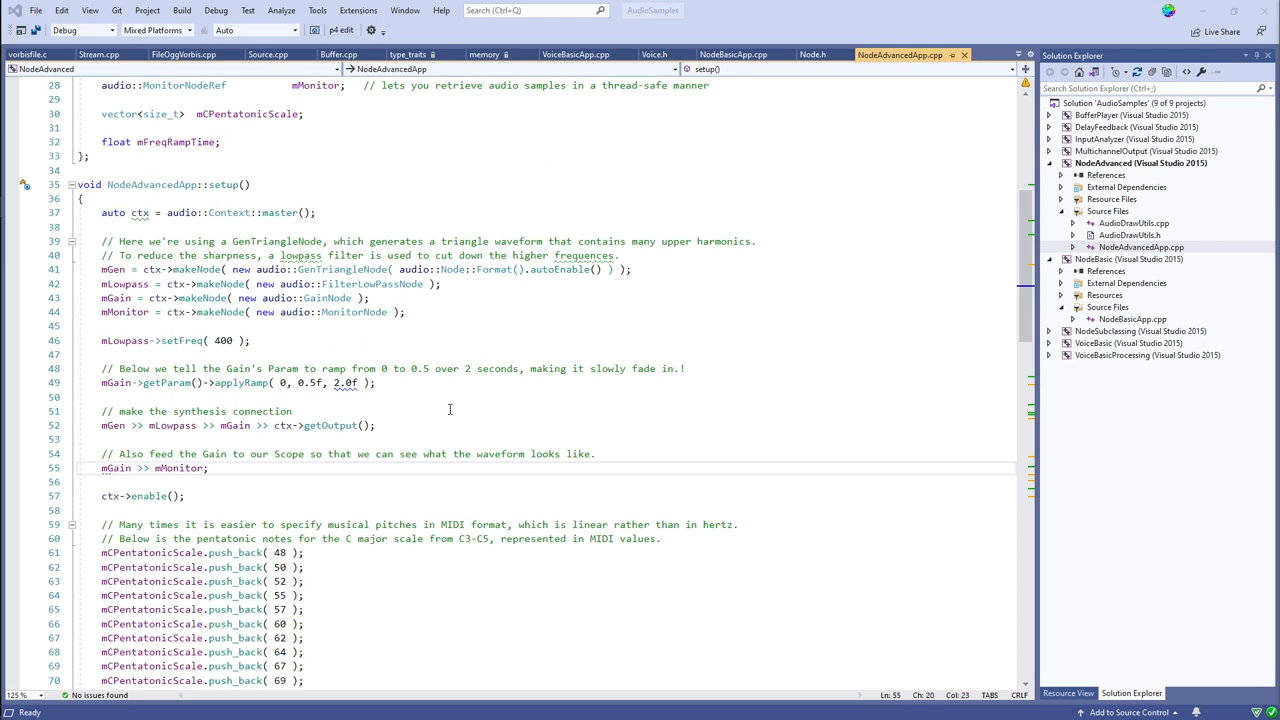 File Edit View Git Project Build Debug Test Analyze Tools Extensions Window Help Search (Ctrl+Q) AudioSamples
Debug Mixed Platforms Auto p4 edit Live Share
vorbisfile.c Stream.cpp FileOggVorbis.cpp Source.cpp Buffer.cpp type_traits memory VoiceBasicApp.cpp Voice.h NodeBasicApp.cpp Node.h NodeAdvancedApp.cpp
NodeAdvanced NodeAdvancedApp setup()
28 audio::MonitorNodeRef mMonitor; // lets you retrieve audio samples in a thread-safe manner
29
30 vector<size_t> mCPentatonicScale;
31
32 float mFreqRampTime;
33 };
34
35 void NodeAdvancedApp::setup()
36 {
37 auto ctx = audio::Context::master();
38
39 // Here we're using a GenTriangleNode, which generates a triangle waveform that contains many upper harmonics.
40 // To reduce the sharpness, a lowpass filter is used to cut down the higher frequences.
41 mGen = ctx->makeNode( new audio::GenTriangleNode( audio::Node::Format().autoEnable() ) );
42 mLowpass = ctx->makeNode( new audio::FilterLowPassNode );
43 mGain = ctx->makeNode( new audio::GainNode );
44 mMonitor = ctx->makeNode( new audio::MonitorNode );
45
46 mLowpass->setFreq( 400 );
47
48 // Below we tell the Gain's Param to ramp from 0 to 0.5 over 2 seconds, making it slowly fade in.!
49 mGain->getParam()->applyRamp( 0, 0.5f, 2.0f );
50
51 // make the synthesis connection
52 mGen >> mLowpass >> mGain >> ctx->getOutput();
53
54 // Also feed the Gain to our Scope so that we can see what the waveform looks like.
55 mGain >> mMonitor;
56
57 ctx->enable();
58
59 // Many times it is easier to specify musical pitches in MIDI format, which is linear rather than in hertz.
60 // Below is the pentatonic notes for the C major scale from C3-C5, represented in MIDI values.
61 mCPentatonicScale.push_back( 48 );
62 mCPentatonicScale.push_back( 50 );
63 mCPentatonicScale.push_back( 52 );
64 mCPentatonicScale.push_back( 55 );
65 mCPentatonicScale.push_back( 57 );
66 mCPentatonicScale.push_back( 60 );
67 mCPentatonicScale.push_back( 62 );
68 mCPentatonicScale.push_back( 64 );
69 mCPentatonicScale.push_back( 67 );
70 mCPentatonicScale.push_back( 69 );
125 % No issues found Ln: 55 Ch: 20 Col: 23 TABS CRLF
Solution Explorer
Search Solution Explorer (Ctrl+;)
Solution 'AudioSamples' (9 of 9 projects)
BufferPlayer (Visual Studio 2015)
DelayFeedback (Visual Studio 2015)
InputAnalyzer (Visual Studio 2015)
MultichannelOutput (Visual Studio 2015)
NodeAdvanced (Visual Studio 2015)
References
External Dependencies
Resource Files
Source Files
AudioDrawUtils.cpp
AudioDrawUtils.h
NodeAdvancedApp.cpp
NodeBasic (Visual Studio 2015)
References
External Dependencies
Resources
Source Files
NodeBasicApp.cpp
NodeSubclassing (Visual Studio 2015)
VoiceBasic (Visual Studio 2015)
VoiceBasicProcessing (Visual Studio 2015)
Resource View Solution Explorer
Ready Add to Source Control